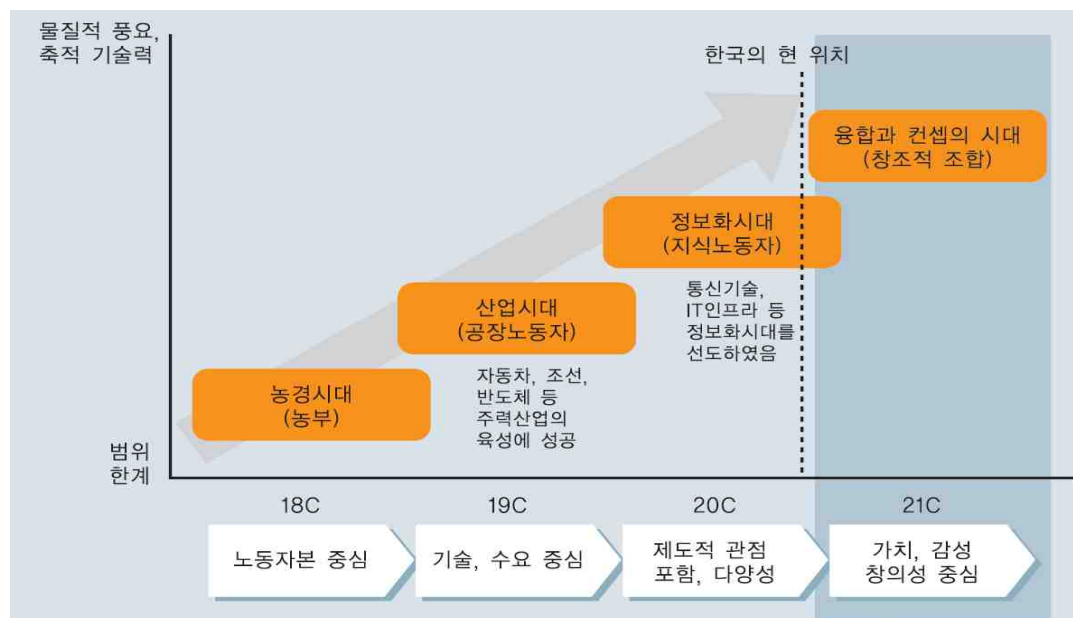 물질적 풍요,
축적 기술력
한국의 현 위치
융합과 컨셉의 시대
(창조적 조합)
정보화시대
(지식노동자)
통신기술,
IT인프라 등
정보화시대를
선도하였음
산업시대
(공장노동자)
자동차, 조선,
반도체 등
주력산업의
육성에 성공
농경시대
(농부)
범위
한계
18C
19C
20C
21C
노동자본 중심
기술, 수요 중심
제도적 관점
포함, 다양성
가치, 감성
창의성 중심